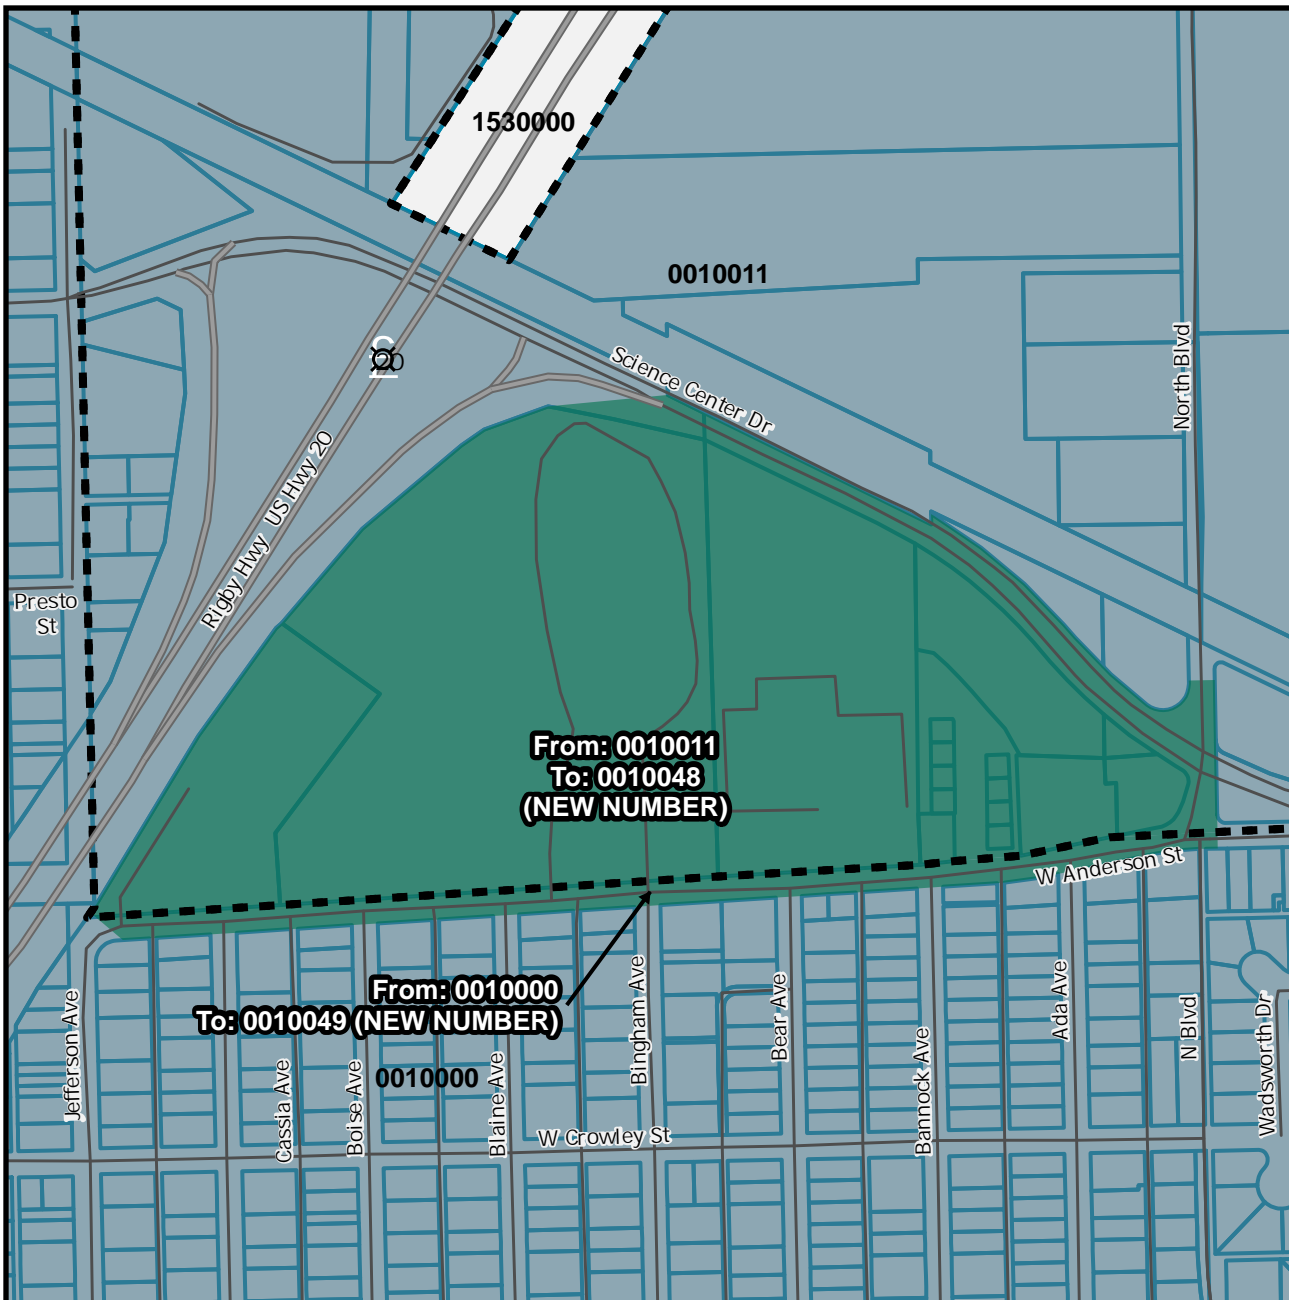 1530000
0010011
Science Center Dr
North Blvd
20
Rigby Hwy US Hwy 20
Presto
St
From: 0010011
To: 0010048
(NEW NUMBER)
W Anderson St
From: 0010000
To: 0010049 (NEW NUMBER)
0010000
Jefferson Ave
Cassia Ave
Boise Ave
Blaine Ave
Bingham Ave
Bear Ave
Bannock Ave
Ada Ave
N Blvd
Wadsworth Dr
W Crowley St